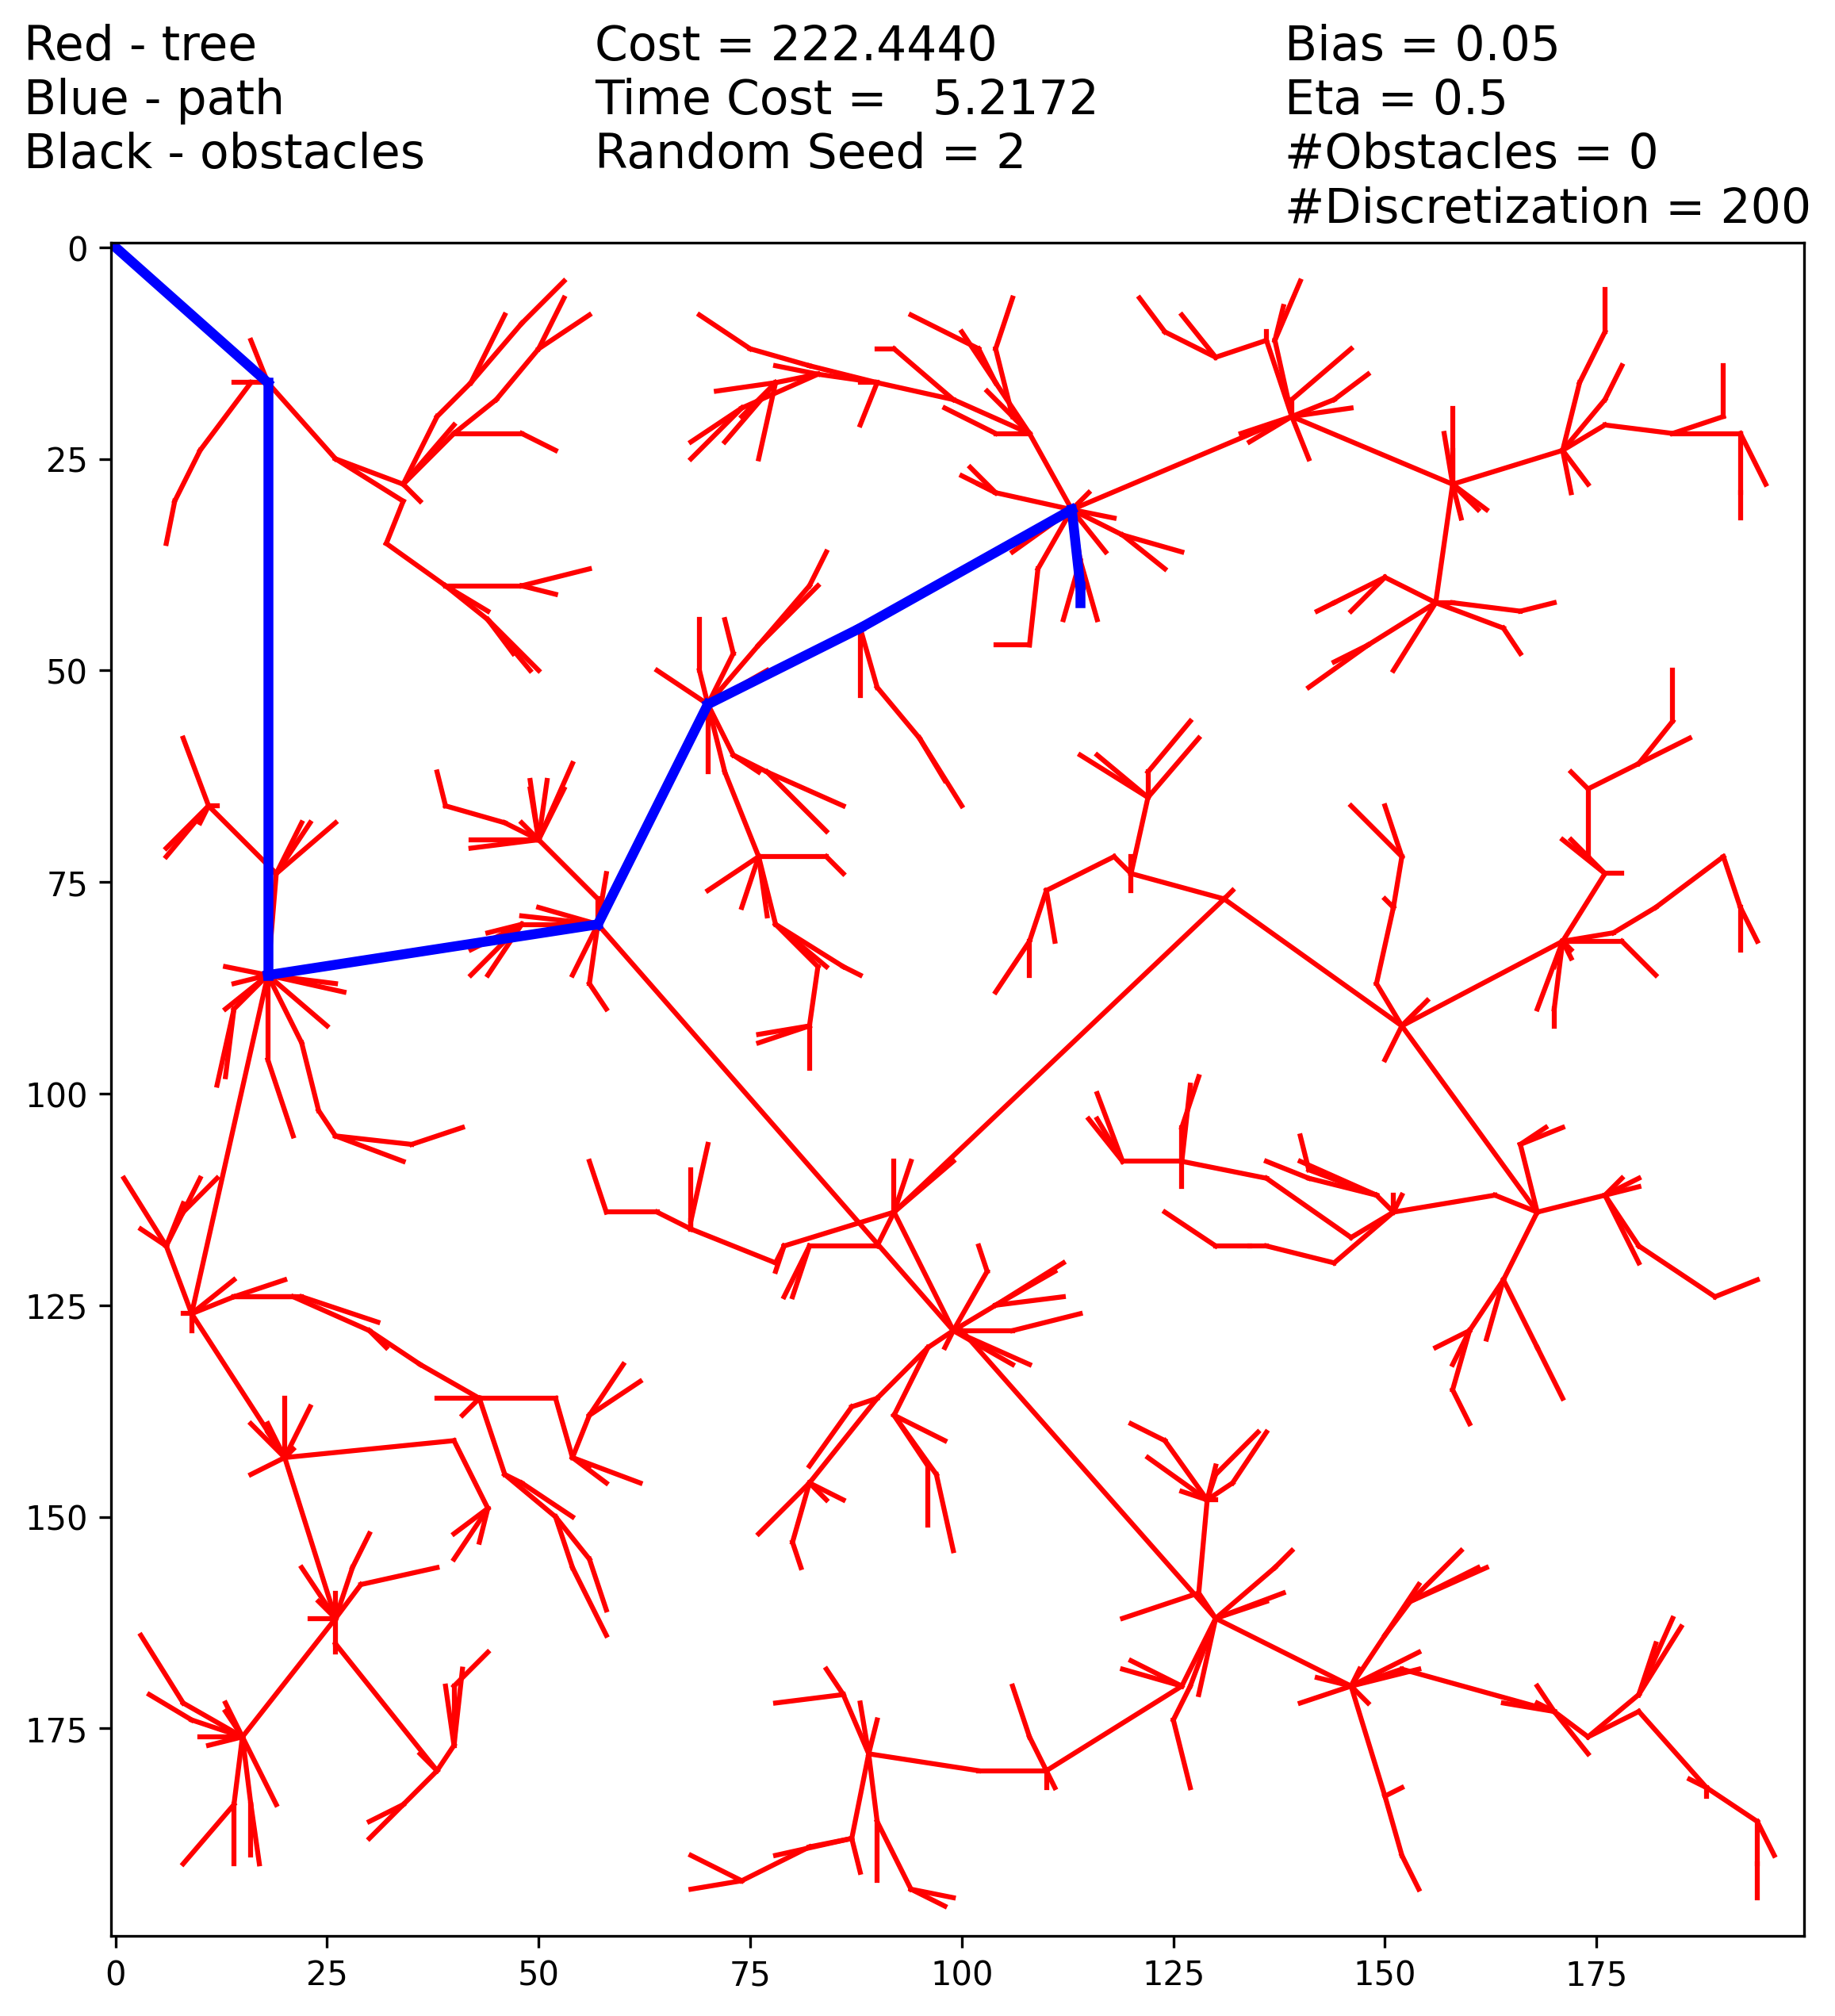 Red - tree
Blue - path
Black - obstacles
Cost = 222.4440
Time Cost =   5.2172
Random Seed = 2
Bias = 0.05
Eta = 0.5
#Obstacles = 0
#Discretization = 200
0
25
50
75
100
125
150
175
0 25 50 75 100 125 150 175